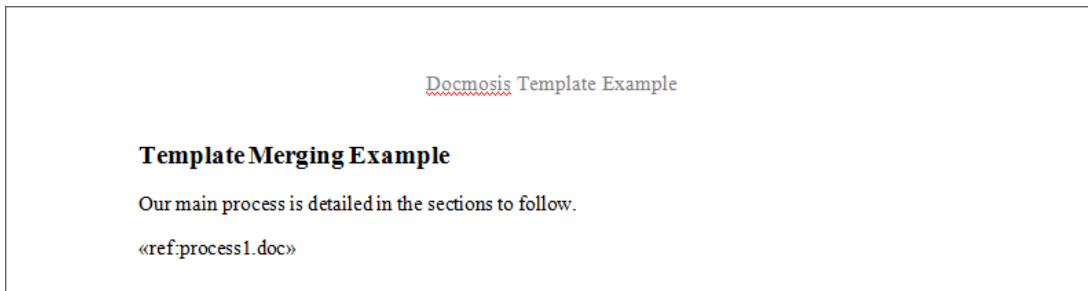 Docmosis Template Example
Template Merging Example
Our main process is detailed in the sections to follow.
«ref:process1.doc»